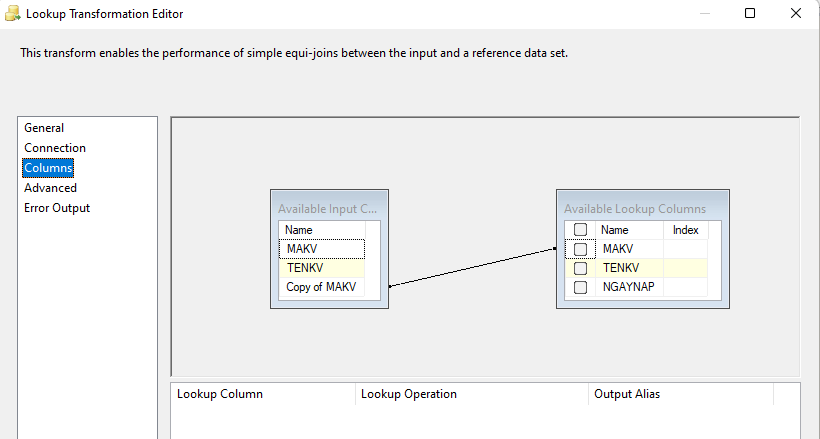 Lookup Transformation Editor
This transform enables the performance of simple equi-joins between the input and a reference data set.
General
Connection
Columns
Advanced
Error Output
Available Input C...
Name
MAKV
TENKV
Copy of MAKV
Available Lookup Columns
Name Index
MAKV
TENKV
NGAYNAP
Lookup Column Lookup Operation Output Alias